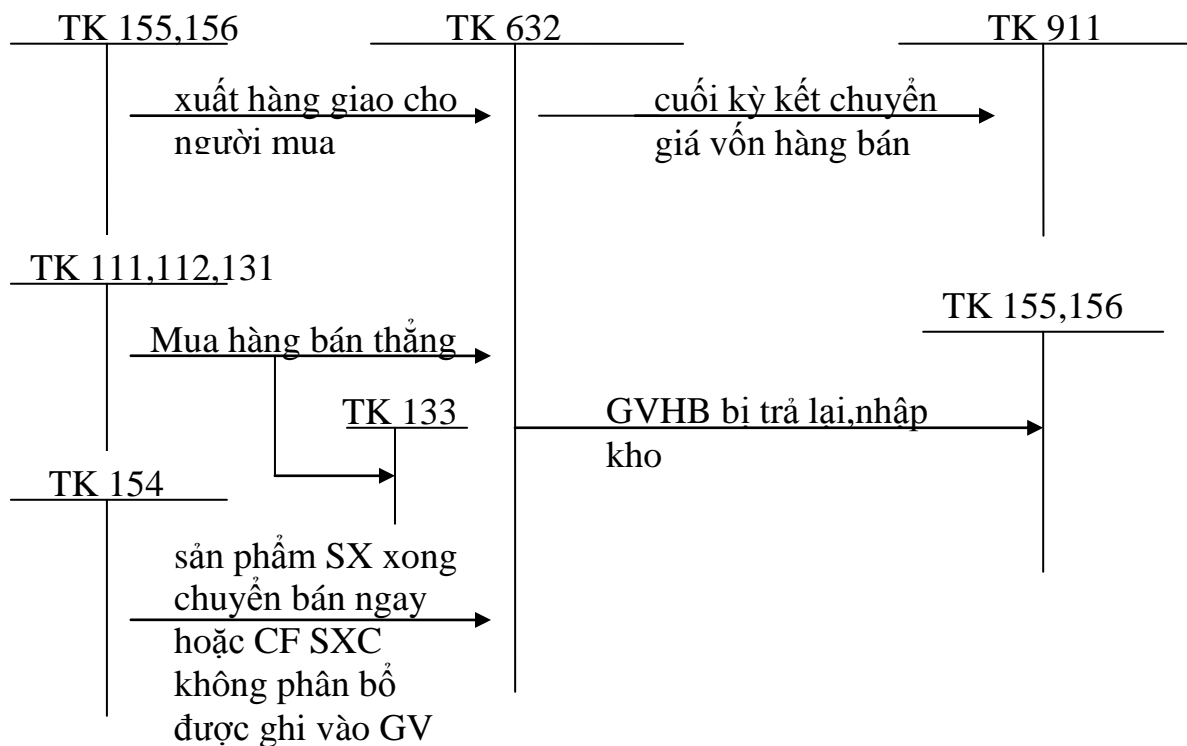 TK 155,156
TK 632
TK 911
xuất hàng giao cho
người mua
cuối kỳ kết chuyển
giá vốn hàng bán
TK 111,112,131
TK 155,156
Mua hàng bán thẳng
TK 133
GVHB bị trả lại,nhập
kho
TK 154
sản phẩm SX xong
chuyển bán ngay
hoặc CF SXC
không phân bổ
được ghi vào GV